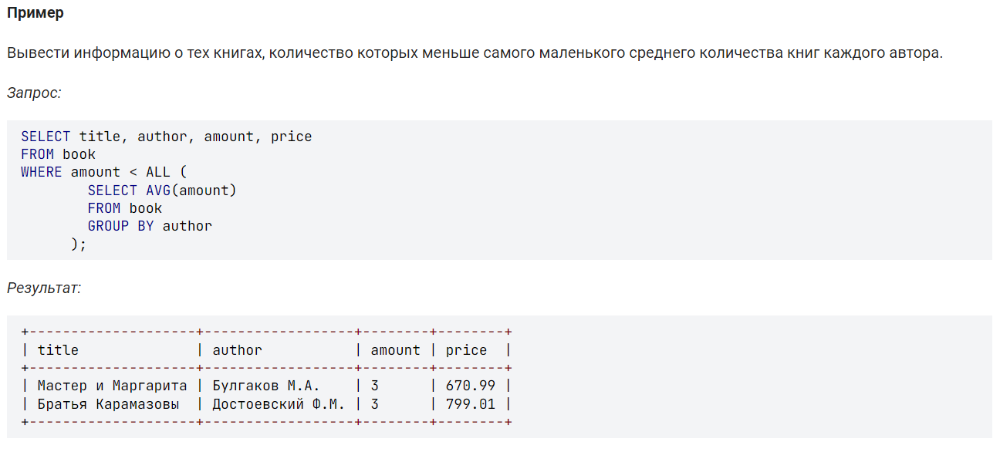 Пример
Вывести информацию о тех книгах, количество которых меньше самого маленького среднего количества книг каждого автора.
Запрос:
SELECT title, author, amount, price
FROM book
WHERE amount < ALL (
        SELECT AVG(amount)
        FROM book
        GROUP BY author
      );
Результат:
+--------------------+------------------+--------+--------+
| title              | author           | amount | price  |
+--------------------+------------------+--------+--------+
| Мастер и Маргарита | Булгаков М.А.    | 3      | 670.99 |
| Братья Карамазовы  | Достоевский Ф.М. | 3      | 799.01 |
+--------------------+------------------+--------+--------+